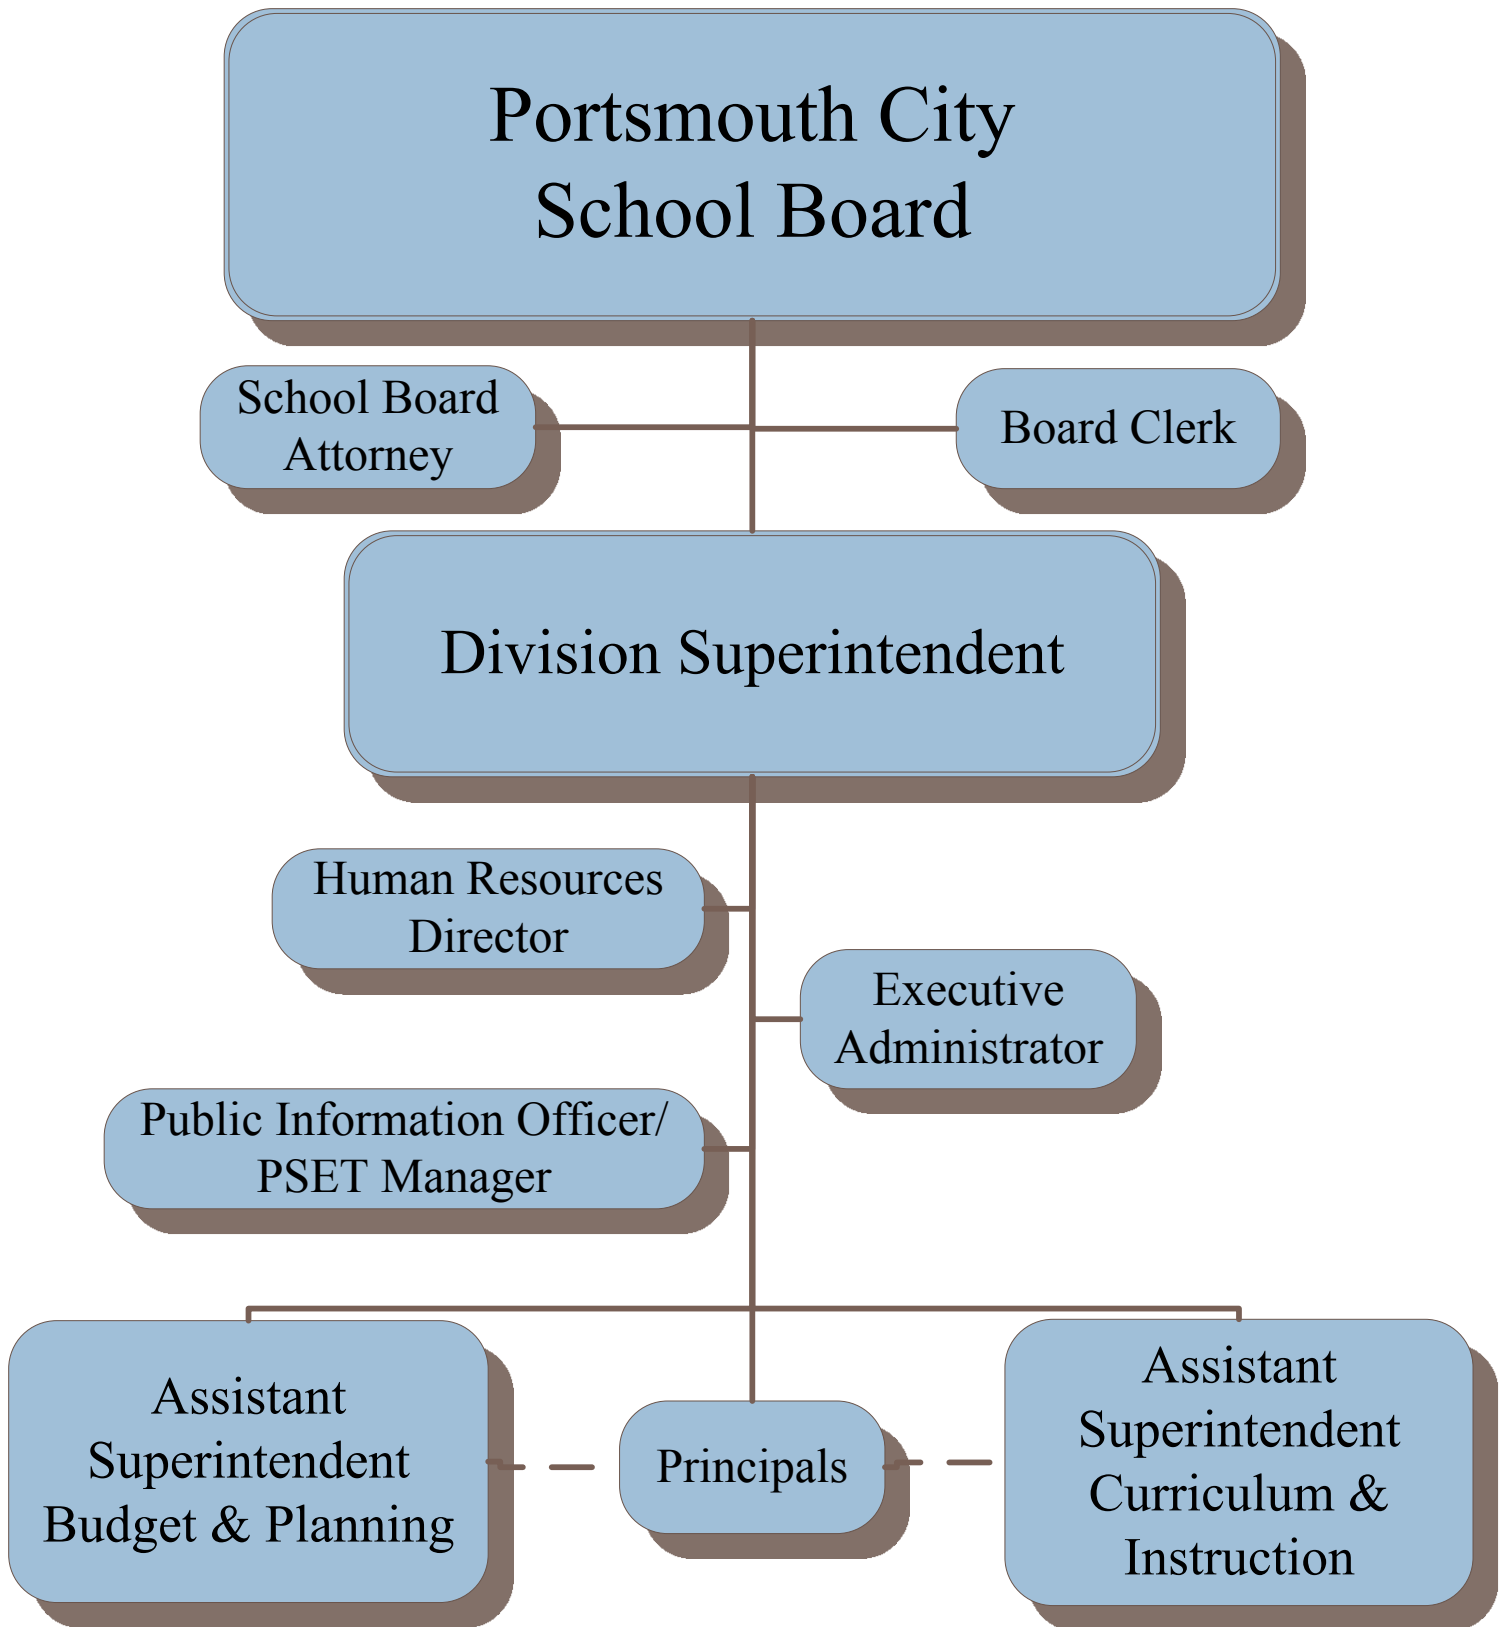 Portsmouth City
School Board
School Board
Attorney
Board Clerk
Division Superintendent
Human Resources
Director
Executive
Administrator
Public Information Officer/
PSET Manager
Assistant
Superintendent
Budget & Planning
Principals
Assistant
Superintendent
Curriculum &
Instruction